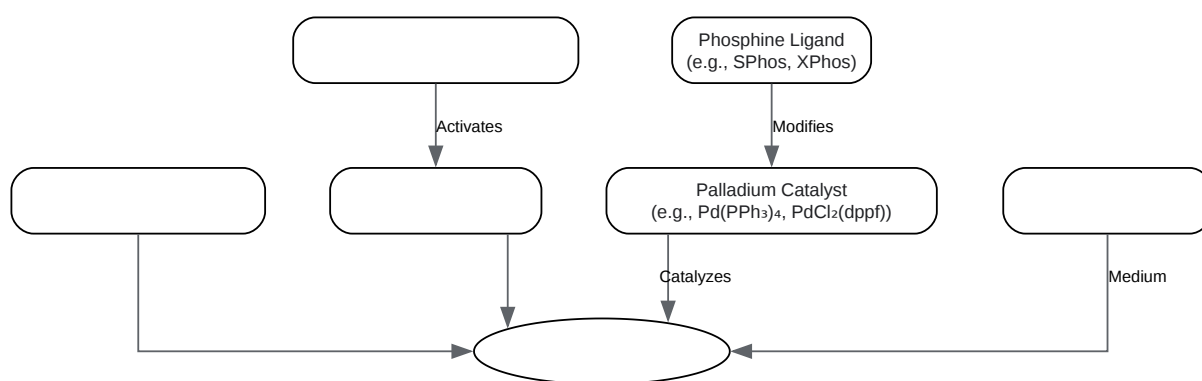 Phosphine Ligand
(e.g., SPhos, XPhos)
Activates
Modifies
Palladium Catalyst
(e.g., Pd(PPh₃)₄, PdCl₂(dppf))
Catalyzes
Medium